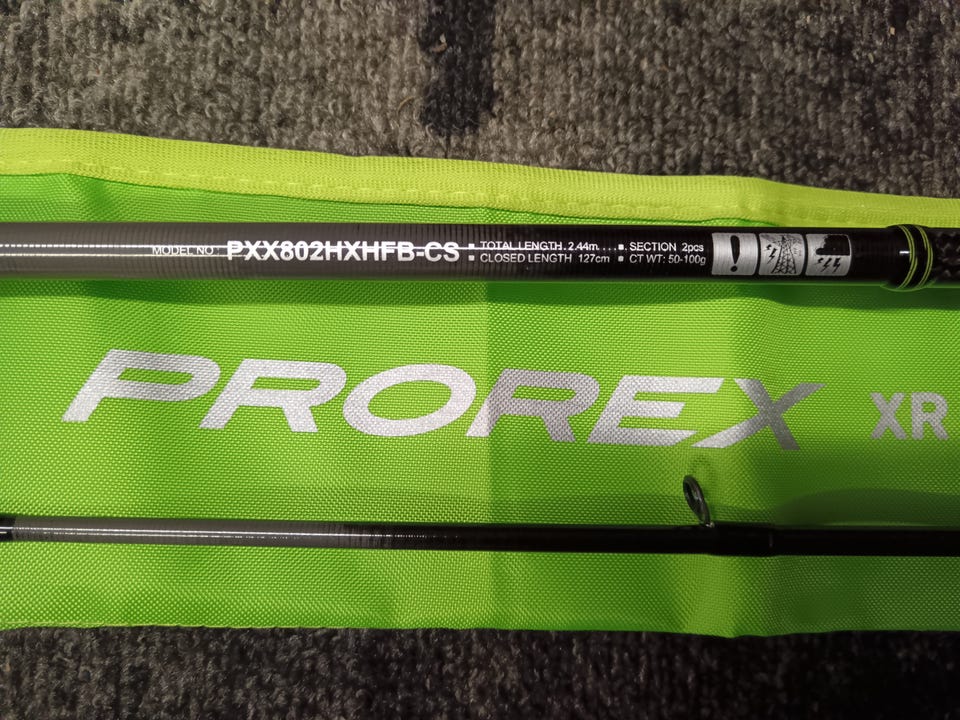 MODEL NO. PXX802HXHFB-CS ■ TOTAL LENGTH 2.44m ■ SECTION 2pcs
■ CLOSED LENGTH 127cm ■ CT WT: 50-100g
!
PROREX XR